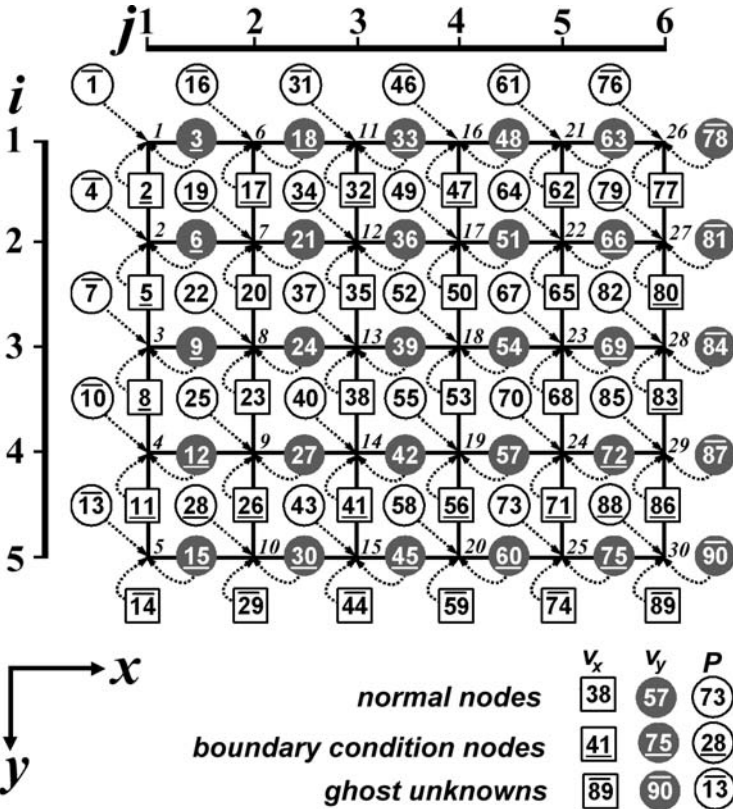 j
1 2 3 4 5 6
i
1 16 31 46 61 76
1 1 3 6 18 11 33 16 48 21 63 26 78
4 2 19 17 34 32 49 47 64 62 79 77
2 2 6 7 21 12 36 17 51 22 66 27 81
7 5 22 20 37 35 52 50 67 65 82 80
3 3 9 8 24 13 39 18 54 23 69 28 84
10 8 25 23 40 38 55 53 70 68 85 83
4 4 12 9 27 14 42 19 57 24 72 29 87
13 11 28 26 43 41 58 56 73 71 88 86
5 5 15 10 30 15 45 20 60 25 75 30 90
14 29 44 59 74 89
x
y
vx vy P
normal nodes 38 57 73
boundary condition nodes 41 75 28
ghost unknowns 89 90 13